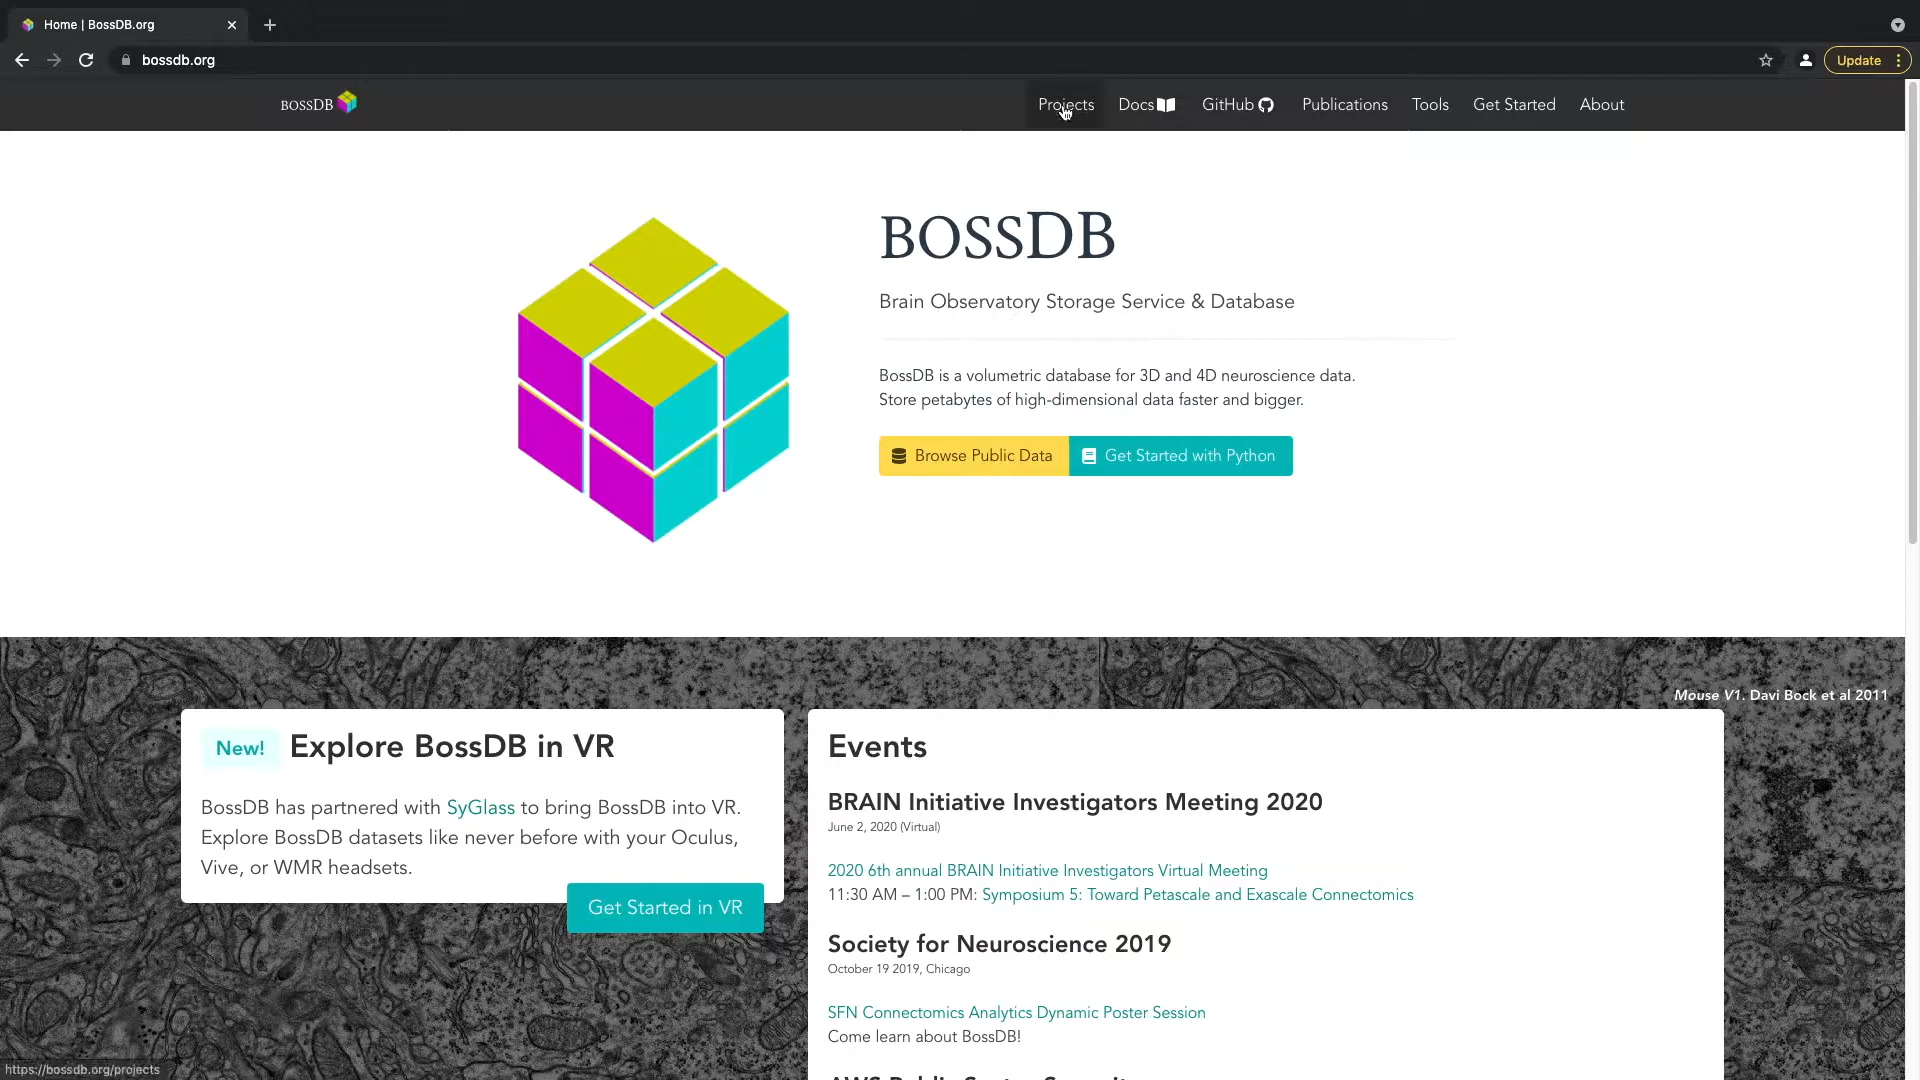 Home | BossDB.org
bossdb.org
Update
BOSSDB
Projects Docs GitHub Publications Tools Get Started About
BOSSDB
Brain Observatory Storage Service & Database
BossDB is a volumetric database for 3D and 4D neuroscience data.
Store petabytes of high-dimensional data faster and bigger.
Browse Public Data Get Started with Python
Mouse V1. Davi Bock et al 2011
New! Explore BossDB in VR
BossDB has partnered with SyGlass to bring BossDB into VR.
Explore BossDB datasets like never before with your Oculus,
Vive, or WMR headsets.
Get Started in VR
Events
BRAIN Initiative Investigators Meeting 2020
June 2, 2020 (Virtual)
2020 6th annual BRAIN Initiative Investigators Virtual Meeting
11:30 AM – 1:00 PM: Symposium 5: Toward Petascale and Exascale Connectomics
Society for Neuroscience 2019
October 19 2019, Chicago
SFN Connectomics Analytics Dynamic Poster Session
Come learn about BossDB!
https://bossdb.org/projects